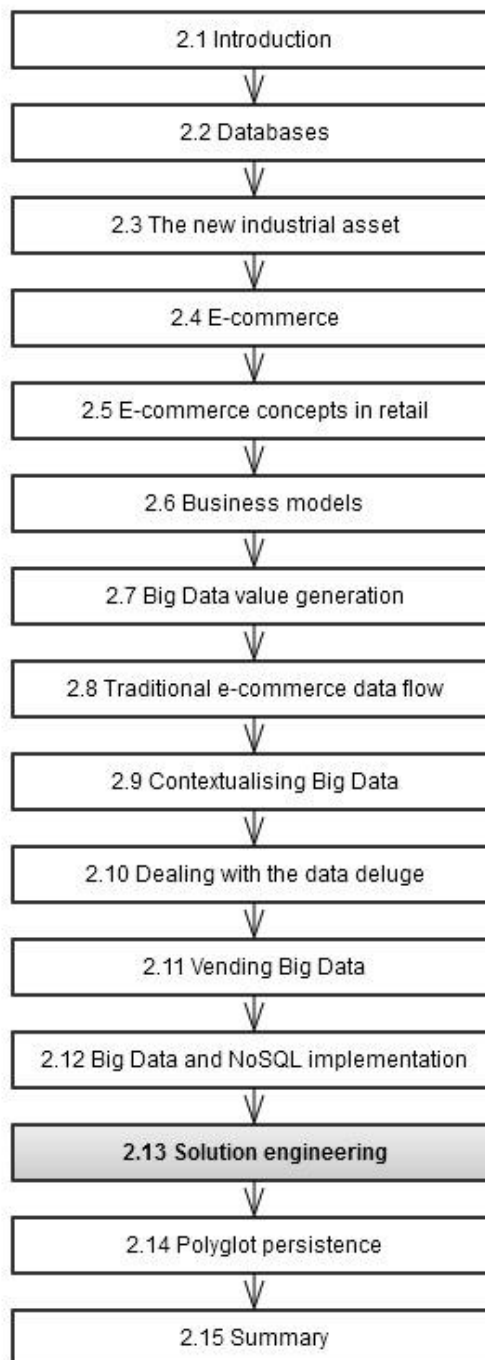 2.1 Introduction
2.2 Databases
2.3 The new industrial asset
2.4 E-commerce
2.5 E-commerce concepts in retail
2.6 Business models
2.7 Big Data value generation
2.8 Traditional e-commerce data flow
2.9 Contextualising Big Data
2.10 Dealing with the data deluge
2.11 Vending Big Data
2.12 Big Data and NoSQL implementation
2.13 Solution engineering
2.14 Polyglot persistence
2.15 Summary